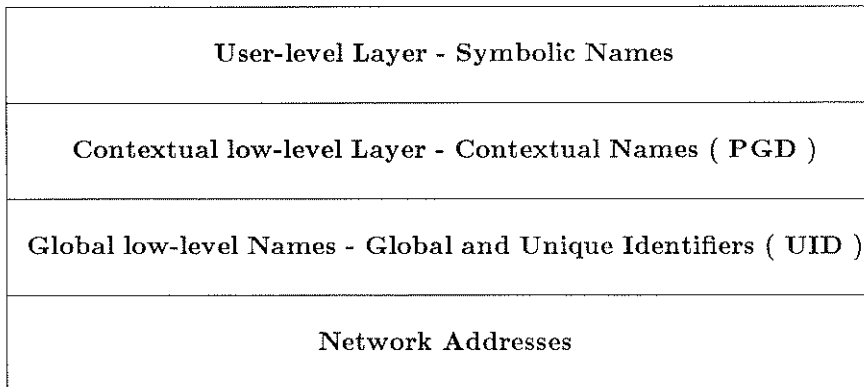 User-level Layer - Symbolic Names
Contextual low-level Layer - Contextual Names ( PGD )
Global low-level Names - Global and Unique Identifiers ( UID )
Network Addresses